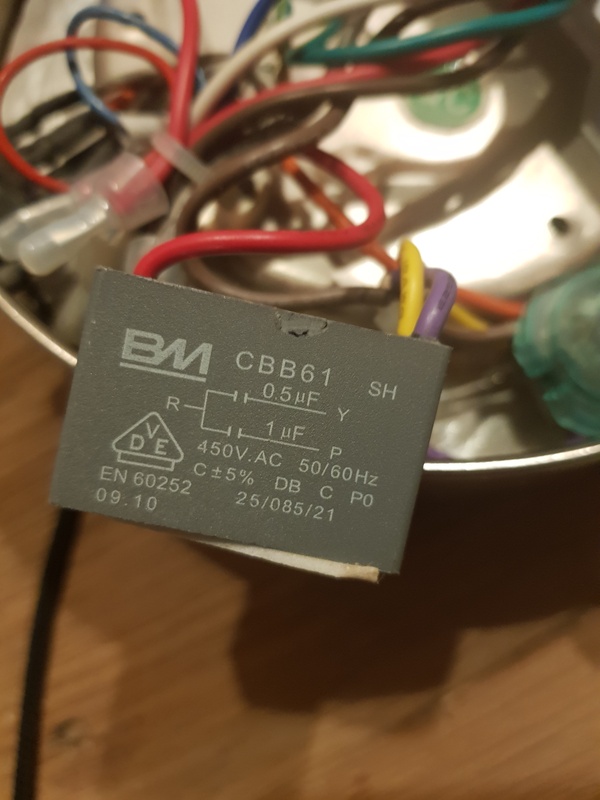 BM CBB61 SH
0.5µF
R Y
1µF
P
VDE 450V.AC 50/60Hz
EN 60252 C±5% DB C P0
09.10 25/085/21